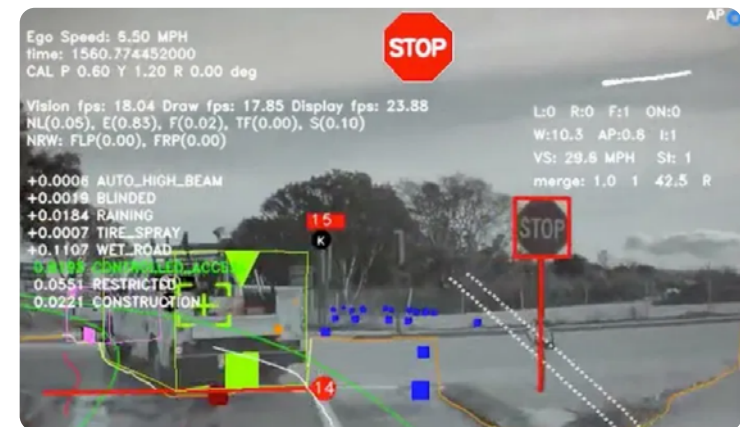 AP
STOP
Ego Speed: 6.50 MPH
time: 1560.774452000
CAL P 0.60 Y 1.20 R 0.00 deg
Vision fps: 18.04 Draw fps: 17.85 Display fps: 23.88
NL(0.05), E(0.83), F(0.02), TF(0.00), S(0.10)
NRW: FLP(0.00), FRP(0.00)
L:0 R:0 F:1 ON:0
W:10.3 AP:0.8 I:1
VS: 29.6 MPH St: 1
merge: 1.0 1 42.5 R
+0.0006 AUTO_HIGH_BEAM
+0.0019 BLINDED
+0.0184 RAINING
+0.0007 TIRE_SPRAY
+0.1107 WET_ROAD
CONTROLLED_ACCESS
0.0551 RESTRICTED
0.0221 CONSTRUCTION
15
K
STOP
14